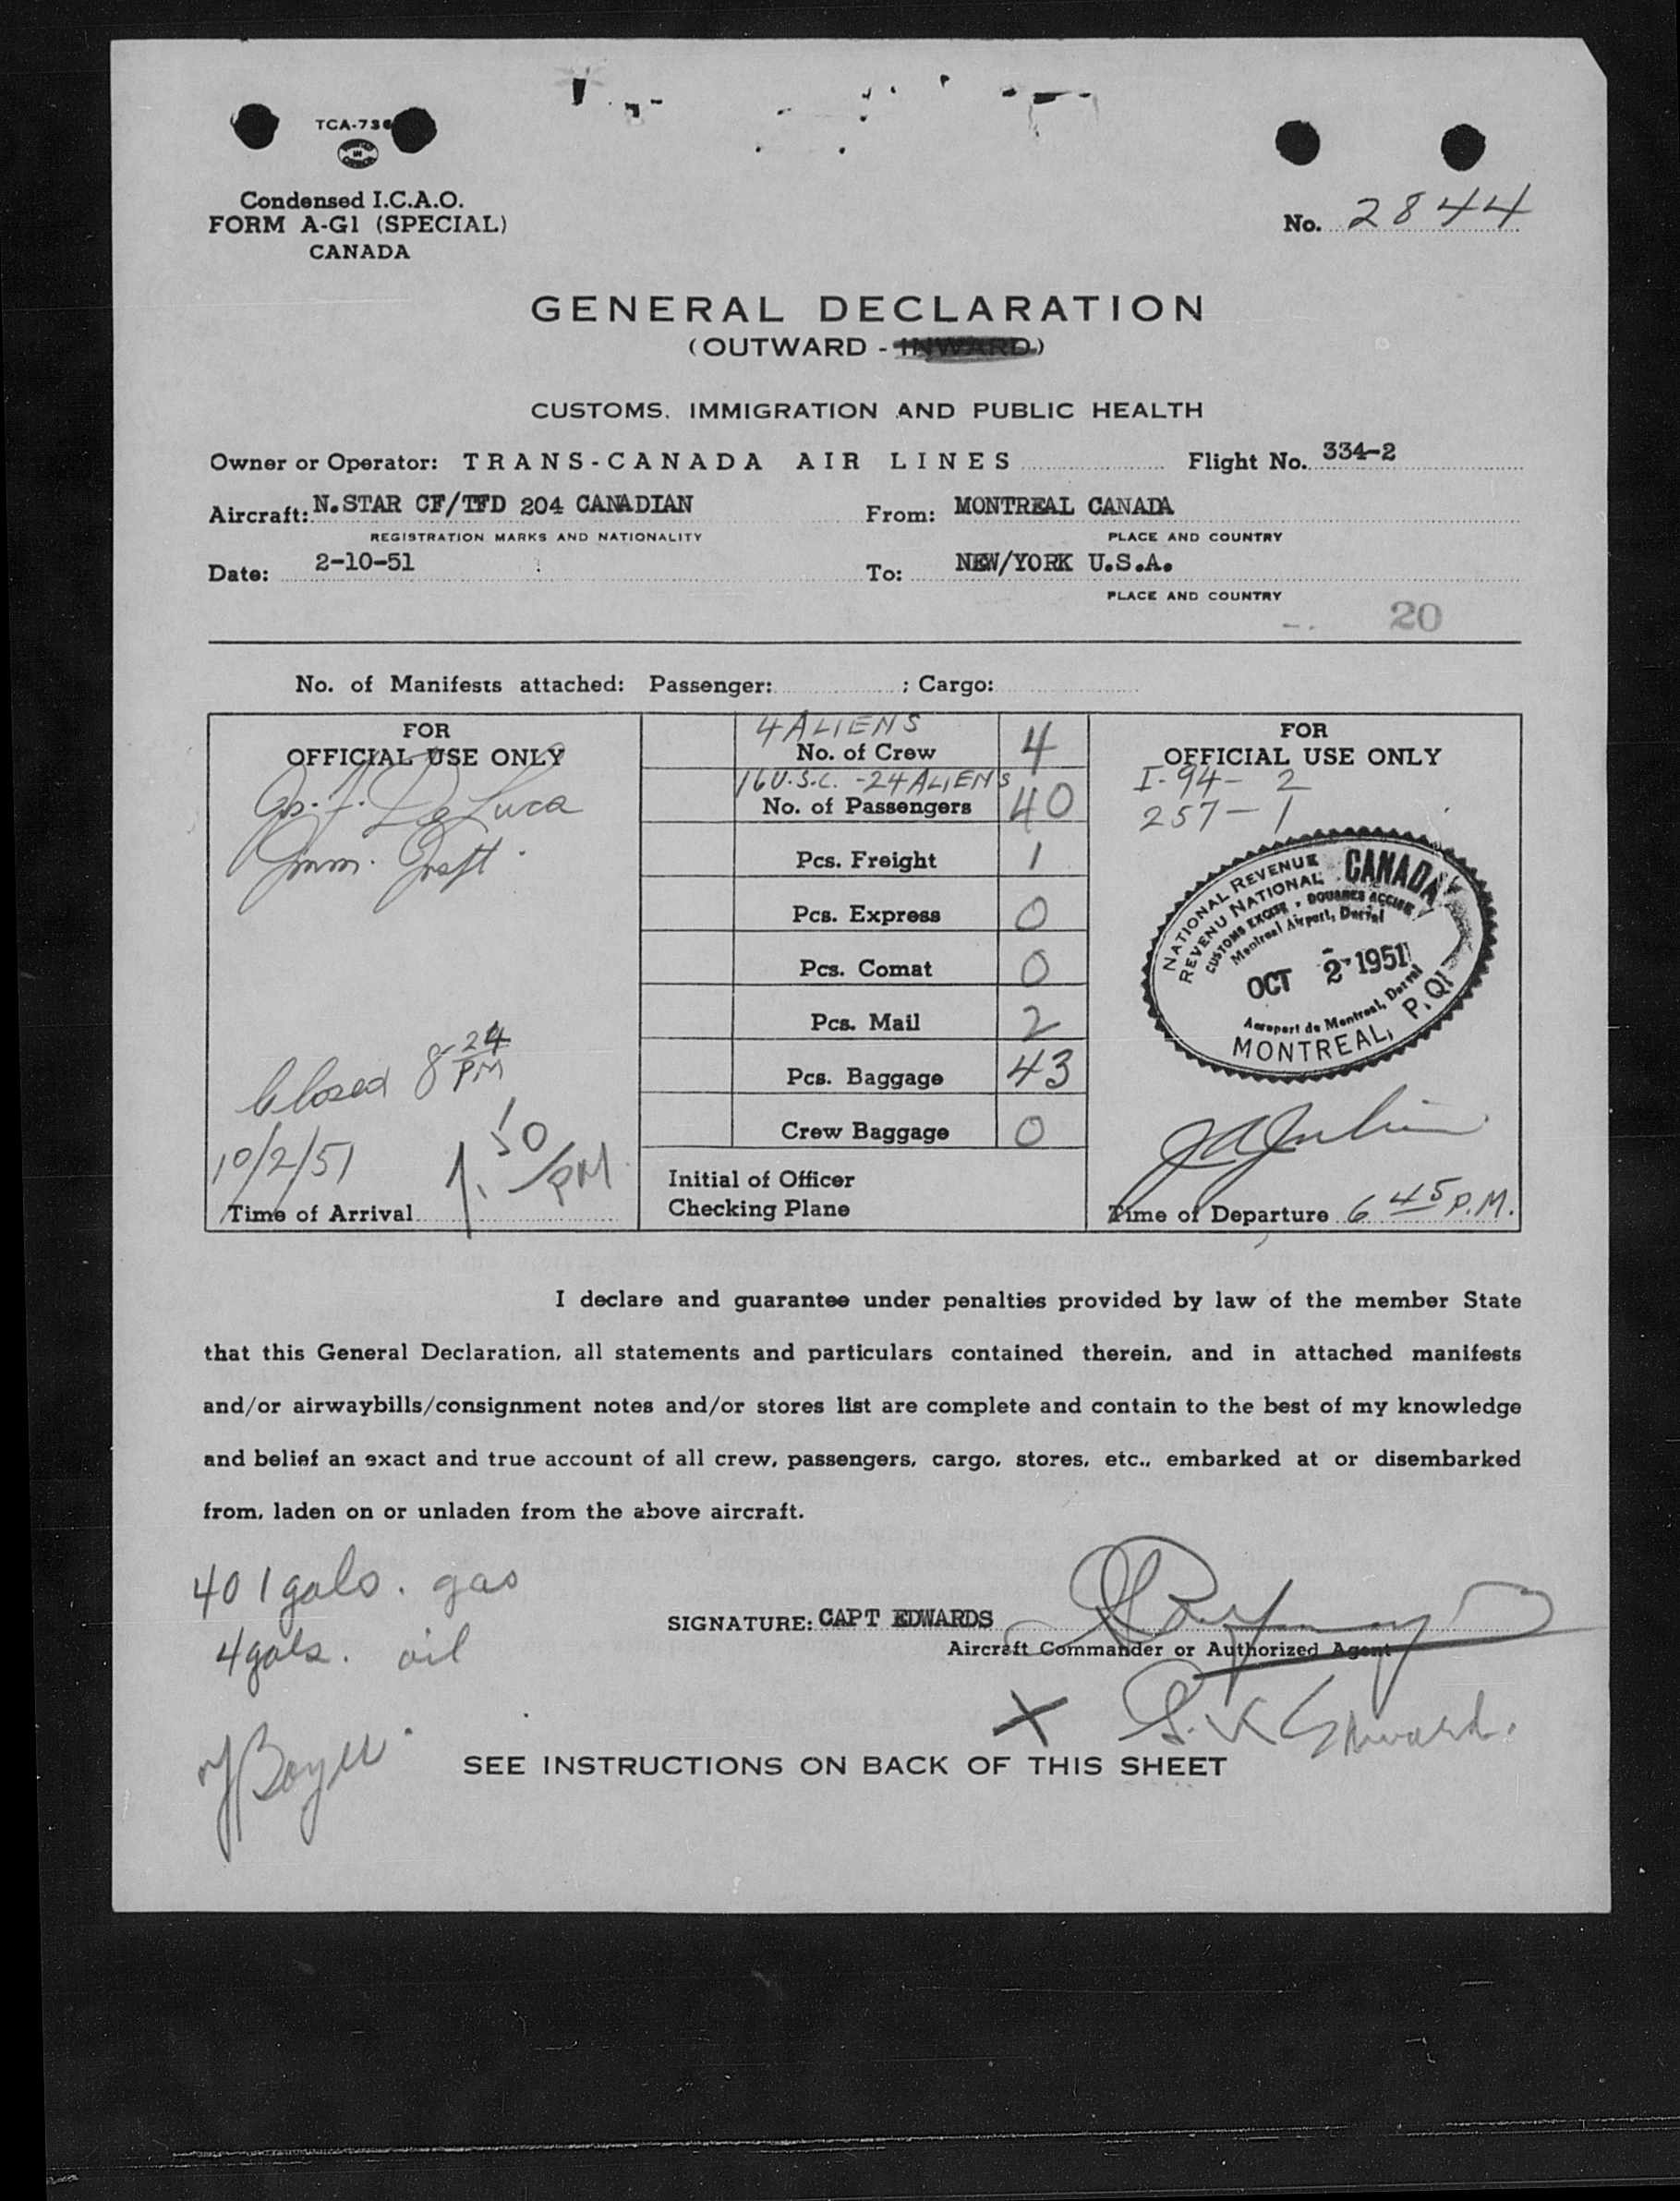 TCA-73
Condensed I.C.A.O.
FORM A-G1 (SPECIAL)
CANADA
No. 2844
GENERAL DECLARATION
(OUTWARD - INWARD)
CUSTOMS, IMMIGRATION AND PUBLIC HEALTH
Owner or Operator: TRANS-CANADA AIR LINES Flight No. 334-2
Aircraft: N.STAR CF/TFD 204 CANADIAN From: MONTREAL CANADA
REGISTRATION MARKS AND NATIONALITY PLACE AND COUNTRY
Date: 2-10-51 To: NEW/YORK U.S.A.
PLACE AND COUNTRY
20
No. of Manifests attached: Passenger: ; Cargo:
FOR
OFFICIAL USE ONLY
De Luca
Imm.
Closed 8 24 PM
10/2/51
1.50 PM
Time of Arrival
4 ALIENS
No. of Crew 4
16 U.S.C. - 24 ALIENS
No. of Passengers 40
Pcs. Freight 1
Pcs. Express 0
Pcs. Comat 0
Pcs. Mail 2
Pcs. Baggage 43
Crew Baggage 0
Initial of Officer
Checking Plane
FOR
OFFICIAL USE ONLY
I-94- 2
257- 1
NATIONAL REVENUE CANADA
REVENU NATIONAL
CUSTOMS EXCISE - DOUANES ACCISE
Montreal Airport, Dorval
OCT 2 1951
Aeroport de Montreal, Dorval
MONTREAL, P.Q.
Time of Departure 6 45 P.M.
I declare and guarantee under penalties provided by law of the member State
that this General Declaration, all statements and particulars contained therein, and in attached manifests
and/or airwaybills/consignment notes and/or stores list are complete and contain to the best of my knowledge
and belief an exact and true account of all crew, passengers, cargo, stores, etc., embarked at or disembarked
from, laden on or unladen from the above aircraft.
401 gals. gas
4 gals. oil
SIGNATURE: CAPT EDWARDS
Aircraft Commander or Authorized Agent
X
SEE INSTRUCTIONS ON BACK OF THIS SHEET